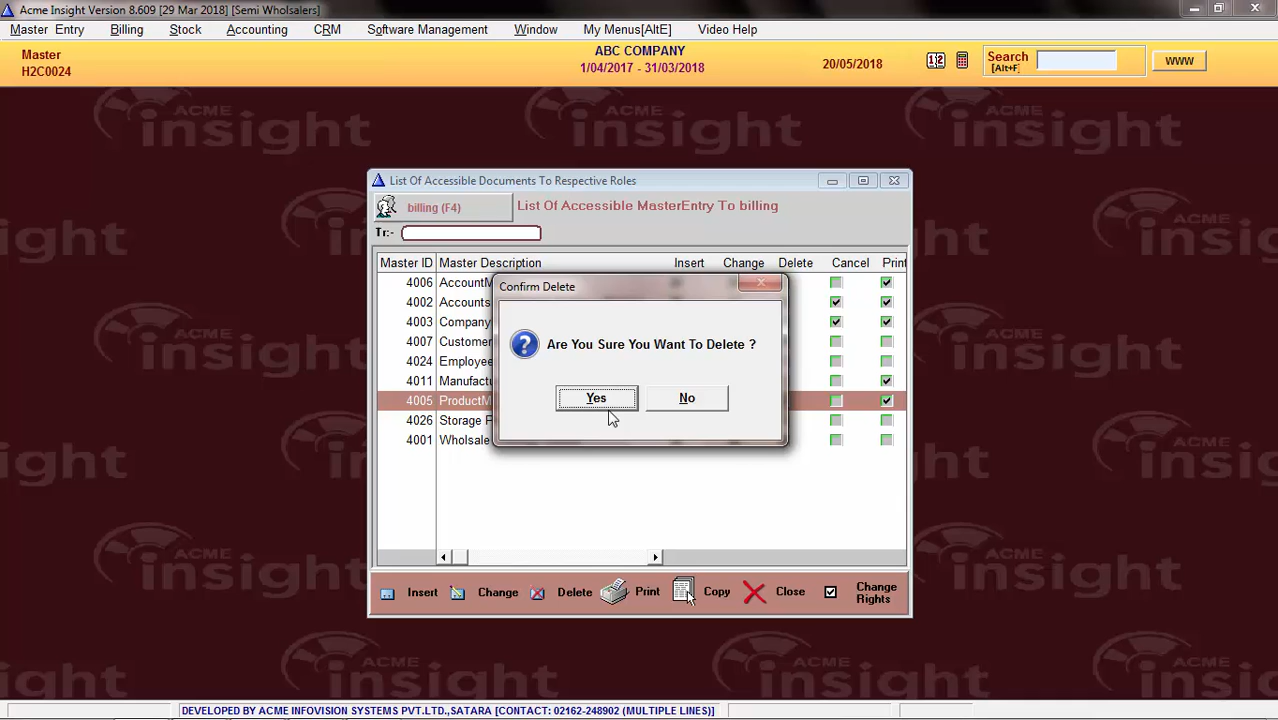 Acme Insight Version 8.609 [29 Mar 2018] [Semi Wholsalers]
Master Entry Billing Stock Accounting CRM Software Management Window My Menus[AltE] Video Help
Master
H2C0024
ABC COMPANY
1/04/2017 - 31/03/2018
20/05/2018
Search
[Alt+F]
WWW
List Of Accessible Documents To Respective Roles
billing (F4)
List Of Accessible MasterEntry To billing
Tr:-
Master ID Master Description Insert Change Delete Cancel Print
4006 AccountM
4002 Accounts
4003 Company
4007 Customer
4024 Employee
4011 Manufactu
4005 ProductM
4026 Storage P
4001 Wholsale
Confirm Delete
Are You Sure You Want To Delete ?
Yes No
Insert Change Delete Print Copy Close Change Rights
ACME insight
DEVELOPED BY ACME INFOVISION SYSTEMS PVT.LTD.,SATARA [CONTACT: 02162-248902 (MULTIPLE LINES)]